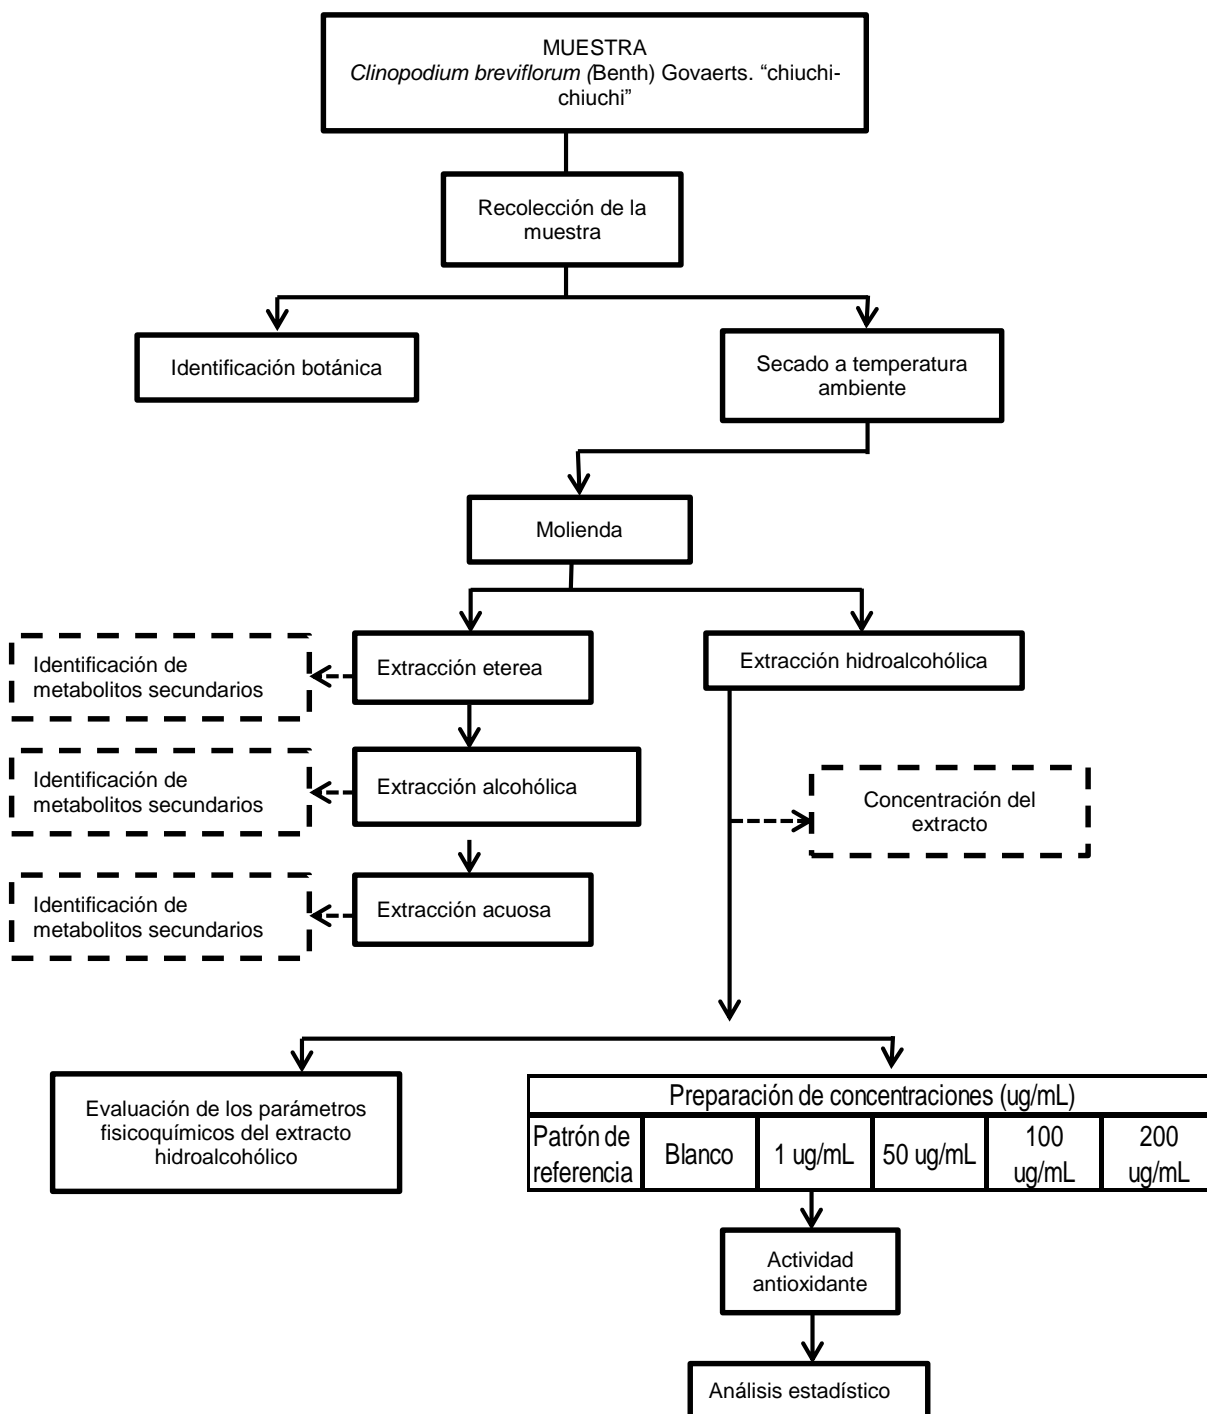 MUESTRA
Clinopodium breviflorum (Benth) Govaerts. “chiuchi-
chiuchi”
Recolección de la
muestra
Identificación botánica
Secado a temperatura
ambiente
Molienda
Identificación de
metabolitos secundarios
Extracción eterea
Extracción hidroalcohólica
Identificación de
metabolitos secundarios
Extracción alcohólica
Concentración del
extracto
Identificación de
metabolitos secundarios
Extracción acuosa
Evaluación de los parámetros
fisicoquímicos del extracto
hidroalcohólico
Preparación de concentraciones (ug/mL)
Patrón de
referencia
Blanco
1 ug/mL
50 ug/mL
100
ug/mL
200
ug/mL
Actividad
antioxidante
Análisis estadístico